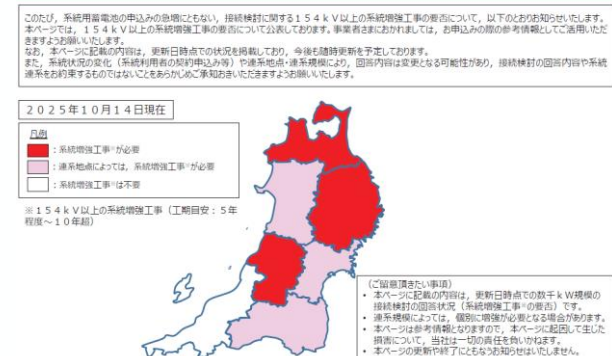 このたび，系統用蓄電池の申込みの急増にともない，接続検討に関する１５４ｋＶ以上の系統増強工事の要否について，以下のとおりお知らせいたします。
本ページでは，１５４ｋＶ以上の系統増強工事の要否について公表しております。事業者さまにおかれましては，お申込みの際の参考情報としてご活用いただ
きますようお願いいたします。
なお，本ページに記載の内容は，更新日時点での状況を掲載しており，今後も随時更新を予定しております。
また，系統状況の変化（系統利用者の契約申込み等）や連系地点・連系規模により，回答内容は変更となる可能性があり，接続検討の回答内容や系統
連系をお約束するものではないことをあらかじめご承知おきいただきますようお願いいたします。
２０２５年１０月１４日現在
凡例
：系統増強工事※が必要
：連系地点によっては，系統増強工事※が必要
：系統増強工事※は不要
※１５４ｋＶ以上の系統増強工事（工期目安：５年
程度～１０年超）
（ご留意頂きたい事項）
・ 本ページに記載の内容は，更新日時点での数千ｋＷ規模の
接続検討の回答状況（系統増強工事※の要否）です。
・ 連系規模によっては，個別に増強が必要となる場合があります。
・ 本ページは参考情報となりますので，本ページに起因して生じた
損害について，当社は一切の責任を負いかねます。
・ 本ページの更新や終了にともなうお知らせはいたしません。